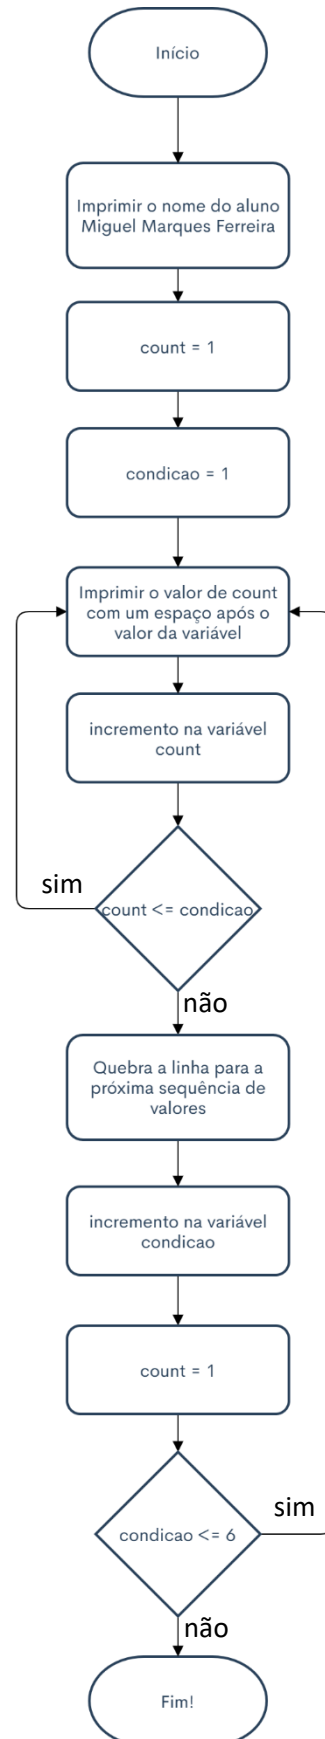 Início
Imprimir o nome do aluno
Miguel Marques Ferreira
count = 1
condicao = 1
Imprimir o valor de count
com um espaço após o
valor da variável
incremento na variável
count
count <= condicao
sim
não
Quebra a linha para a
próxima sequência de
valores
incremento na variável
condicao
count = 1
condicao <= 6
sim
não
Fim!